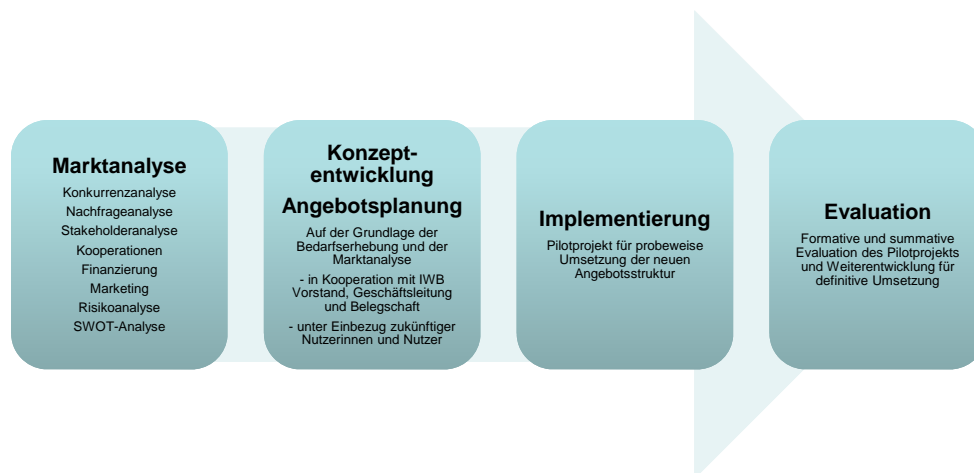 Marktanalyse
Konkurrenzanalyse
Nachfrageanalyse
Stakeholderanalyse
Kooperationen
Finanzierung
Marketing
Risikoanalyse
SWOT-Analyse
Konzept-
entwicklung
Angebotsplanung
Auf der Grundlage der
Bedarfserhebung und der
Marktanalyse
- in Kooperation mit IWB
Vorstand, Geschäftsleitung
und Belegschaft
- unter Einbezug zukünftiger
Nutzerinnen und Nutzer
Implementierung
Pilotprojekt für probeweise
Umsetzung der neuen
Angebotsstruktur
Evaluation
Formative und summative
Evaluation des Pilotprojekts
und Weiterentwicklung für
definitive Umsetzung